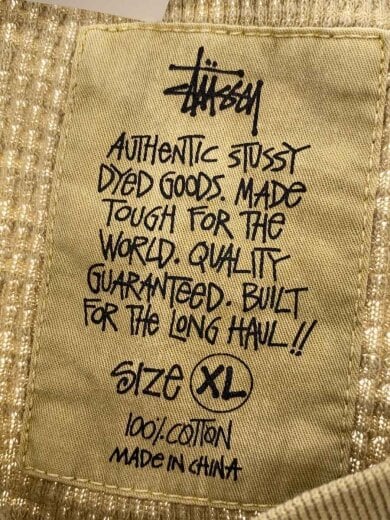 Stüssy
AUTHENTIC STUSSY
DYED GOODS. MADE
TOUGH FOR THE
WORLD. QUALITY
GUARANTEED. BUILT
FOR THE LONG HAUL!!
SIZE XL
100% COTTON
MADE IN CHINA